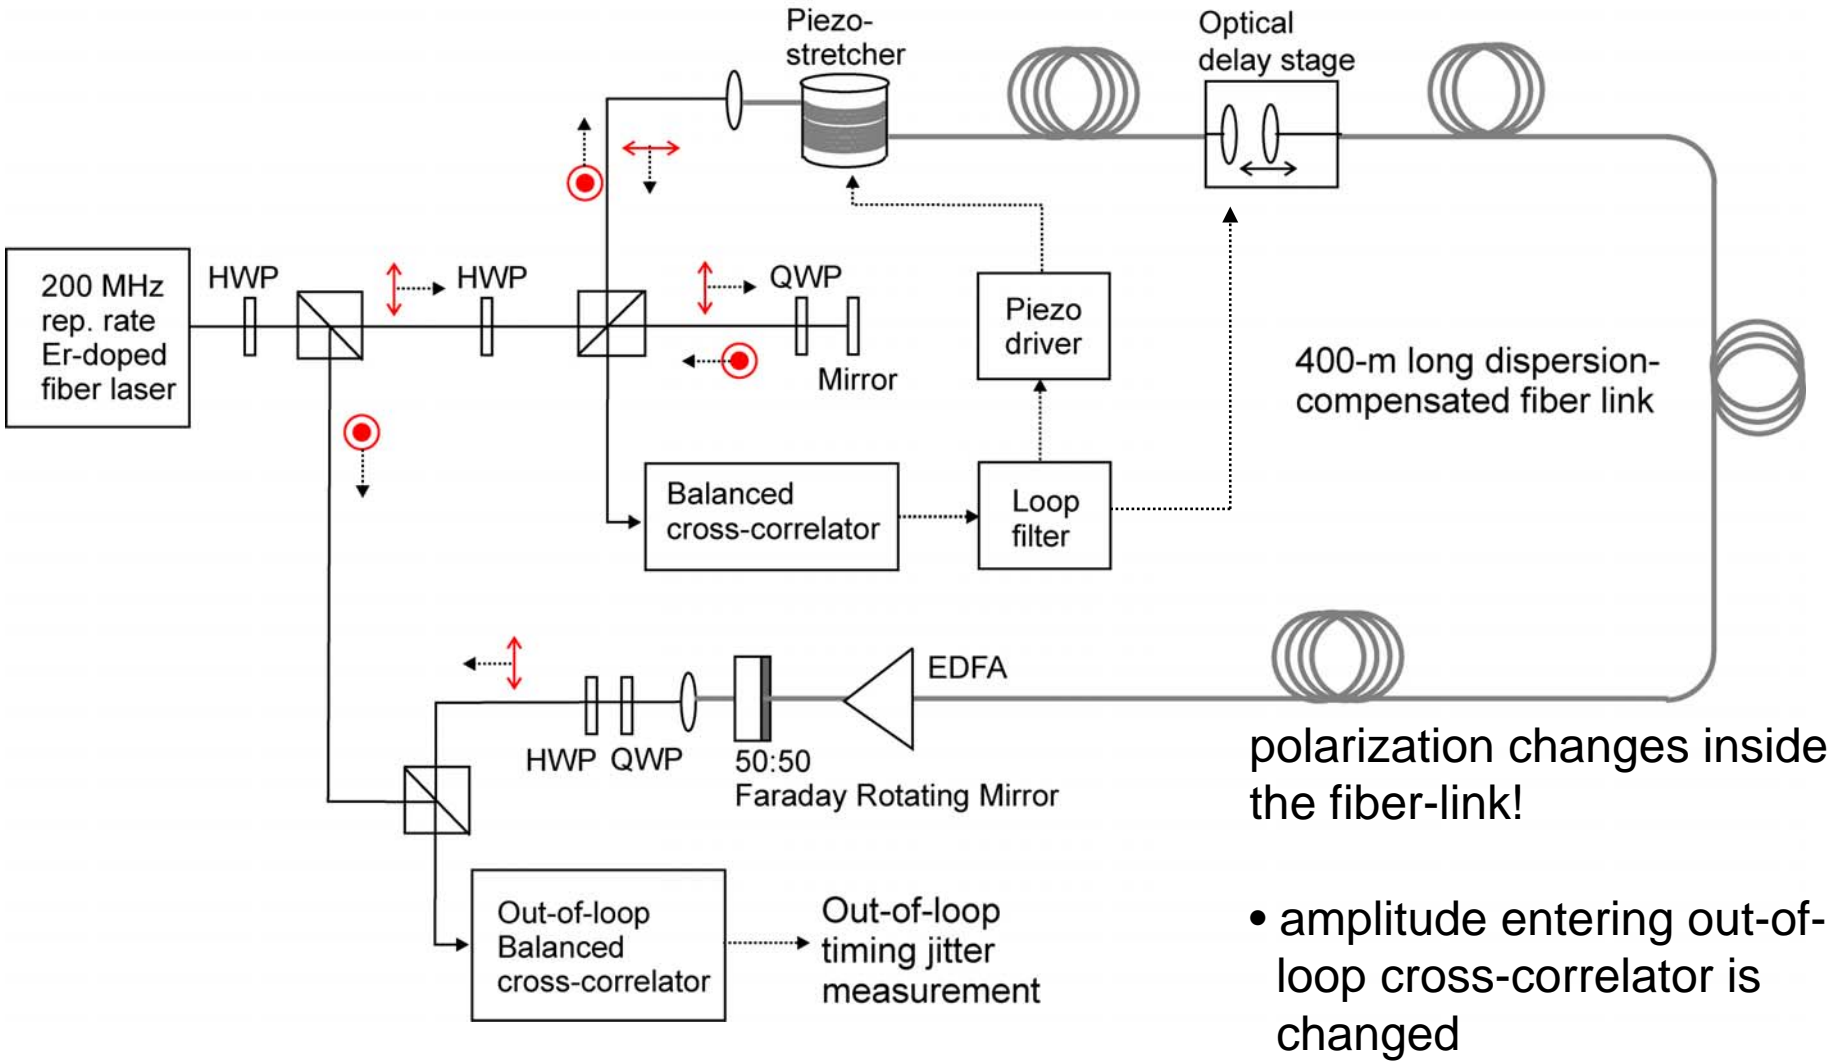 Piezo-
stretcher
Optical
delay stage
200 MHz
rep. rate
Er-doped
fiber laser
HWP
HWP
QWP
Mirror
Piezo
driver
400-m long dispersion-
compensated fiber link
Balanced
cross-correlator
Loop
filter
EDFA
HWP QWP
50:50
Faraday Rotating Mirror
polarization changes inside
the fiber-link!
Out-of-loop
Balanced
cross-correlator
Out-of-loop
timing jitter
measurement
• amplitude entering out-of-
loop cross-correlator is
changed